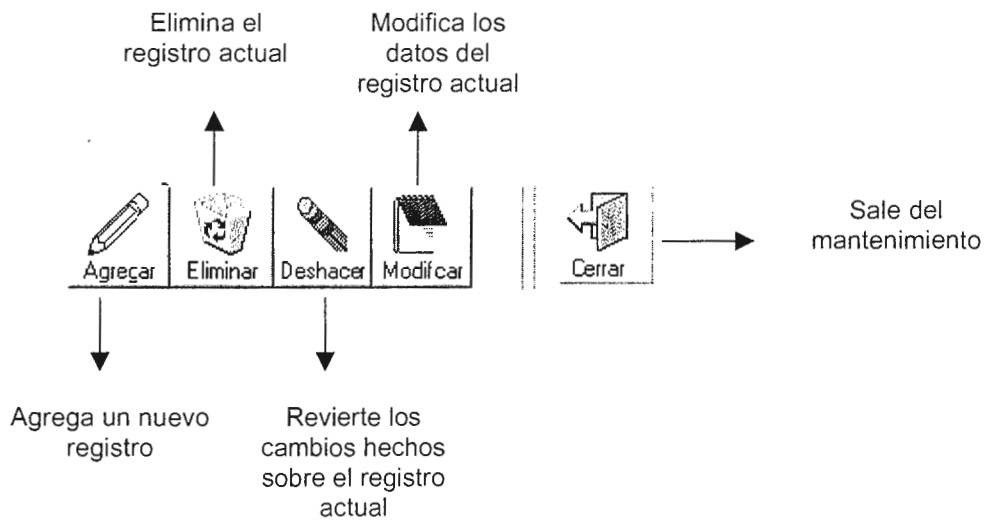 Elimina el
registro actual
Modifica los
datos del
registro actual
Agregar
Eliminar
Deshacer
Modifcar
Cerrar
Sale del
mantenimiento
Agrega un nuevo
registro
Revierte los
cambios hechos
sobre el registro
actual